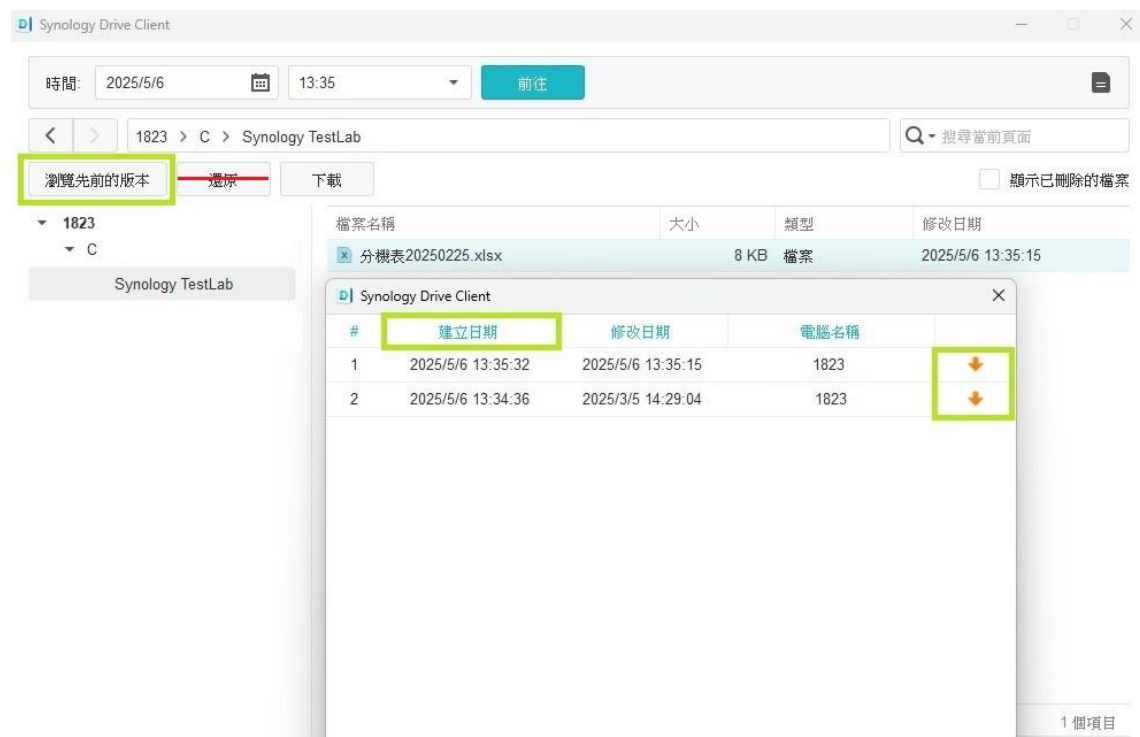 Synology Drive Client
時間: 2025/5/6 13:35 前往
1823 > C > Synology TestLab 搜尋當前頁面
瀏覽先前的版本 還原 下載 顯示已刪除的檔案
1823
C
Synology TestLab
檔案名稱 大小 類型 修改日期
分機表20250225.xlsx 8 KB 檔案 2025/5/6 13:35:15
Synology Drive Client
# 建立日期 修改日期 電腦名稱
1 2025/5/6 13:35:32 2025/5/6 13:35:15 1823
2 2025/5/6 13:34:36 2025/3/5 14:29:04 1823
1 個項目